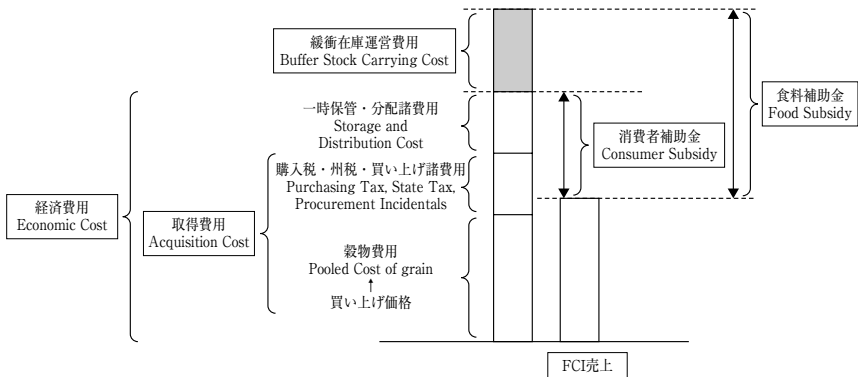 緩衝在庫運営費用
Buffer Stock Carrying Cost
一時保管・分配諸費用
Storage and
Distribution Cost
購入税・州税・買い上げ諸費用
Purchasing Tax, State Tax,
Procurement Incidentals
穀物費用
Pooled Cost of grain
↑
買い上げ価格
取得費用
Acquisition Cost
経済費用
Economic Cost
消費者補助金
Consumer Subsidy
食料補助金
Food Subsidy
FCI売上